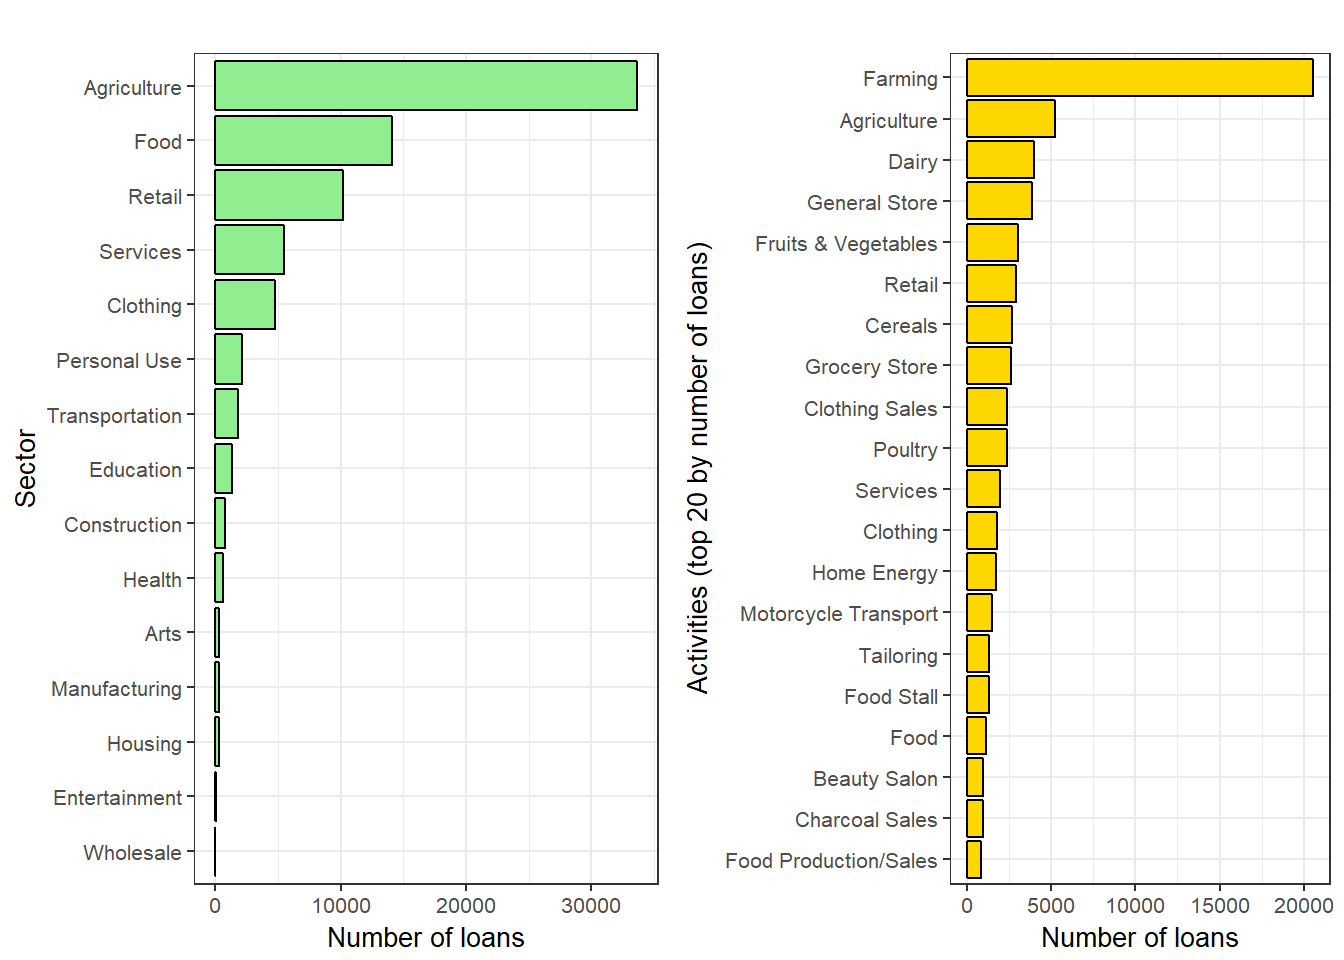 Sector
Agriculture
Food
Retail
Services
Clothing
Personal Use
Transportation
Education
Construction
Health
Arts
Manufacturing
Housing
Entertainment
Wholesale
0 10000 20000 30000
Number of loans
Activities (top 20 by number of loans)
Farming
Agriculture
Dairy
General Store
Fruits & Vegetables
Retail
Cereals
Grocery Store
Clothing Sales
Poultry
Services
Clothing
Home Energy
Motorcycle Transport
Tailoring
Food Stall
Food
Beauty Salon
Charcoal Sales
Food Production/Sales
0 5000 10000 15000 20000
Number of loans